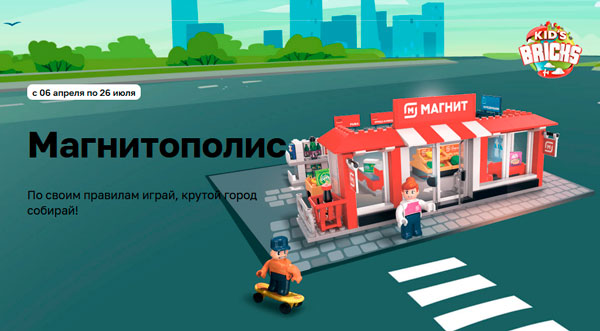 KID'S
BRICKS
с 06 апреля по 26 июля
МАГНИТ
Магнитополис
По своим правилам играй, крутой город
собирай!